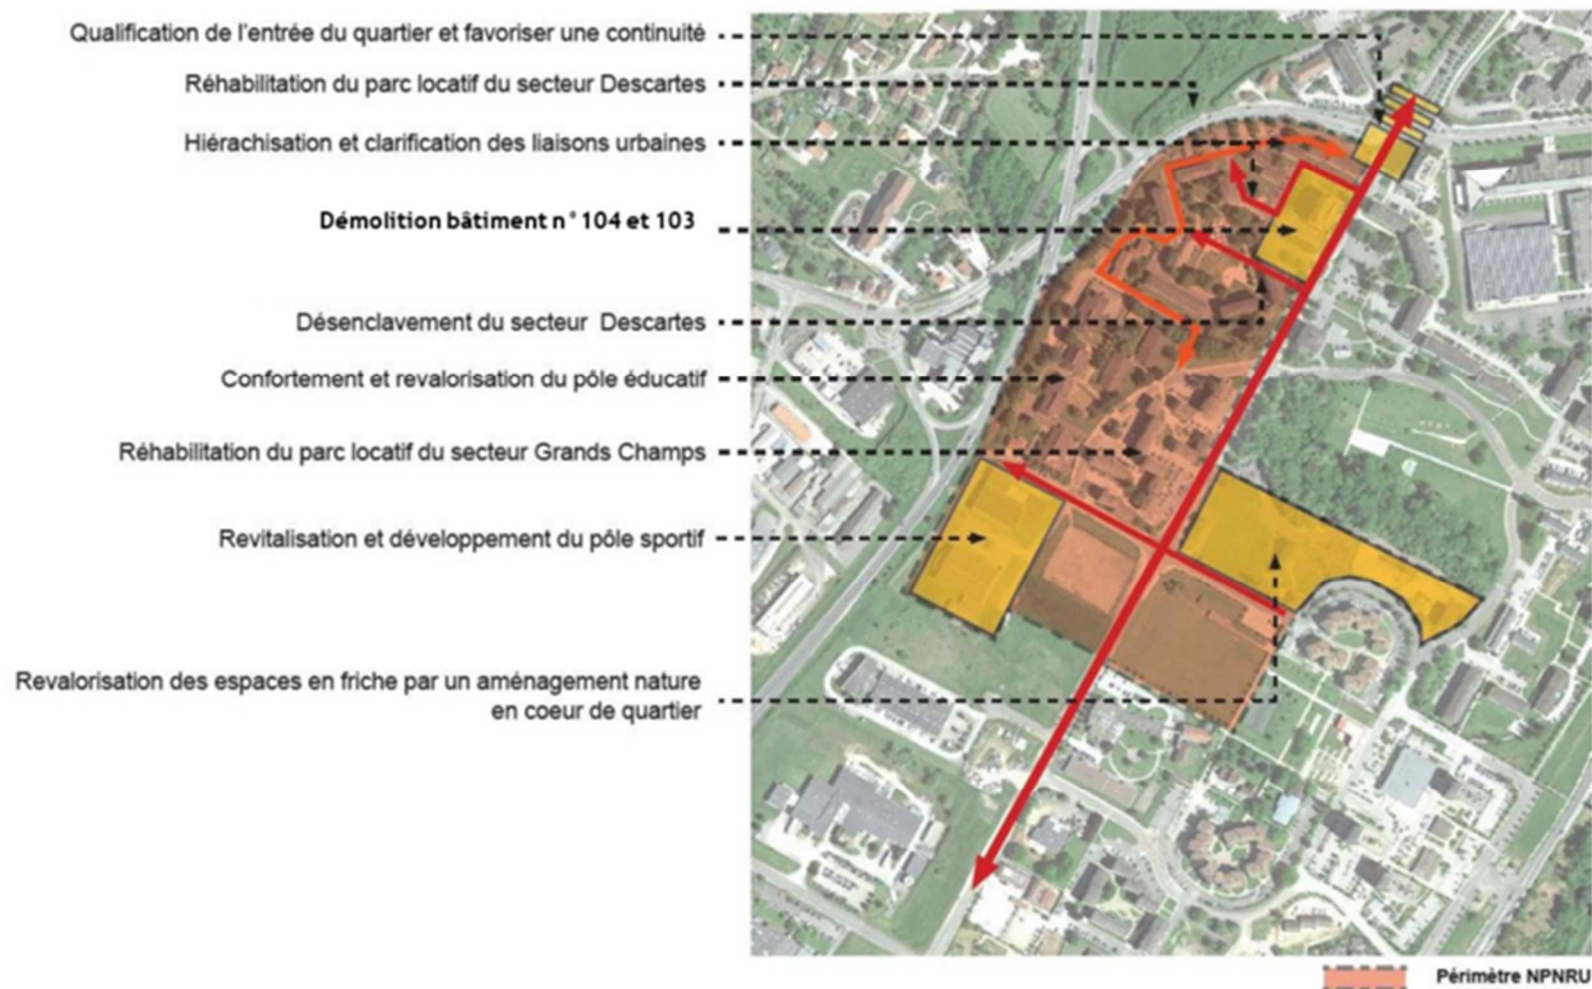 Qualification de l'entrée du quartier et favoriser une continuité
Réhabilitation du parc locatif du secteur Descartes
Hiérachisation et clarification des liaisons urbaines
Démolition bâtiment n°104 et 103
Désenclavement du secteur Descartes
Confortement et revalorisation du pôle éducatif
Réhabilitation du parc locatif du secteur Grands Champs
Revitalisation et développement du pôle sportif
Revalorisation des espaces en friche par un aménagement nature
en coeur de quartier
Périmètre NPNRU